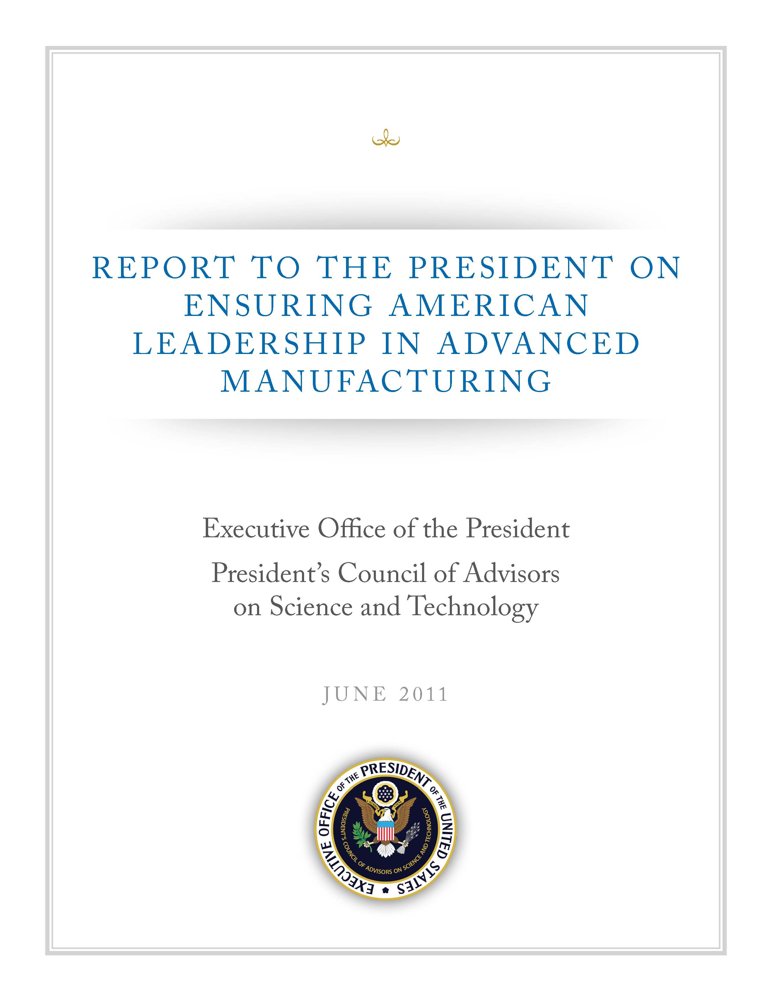 REPORT TO THE PRESIDENT ON
ENSURING AMERICAN
LEADERSHIP IN ADVANCED
MANUFACTURING
Executive Office of the President
President’s Council of Advisors
on Science and Technology
JUNE 2011
EXECUTIVE OFFICE OF THE PRESIDENT OF THE UNITED STATES
E PLURIBUS UNUM
PRESIDENT'S COUNCIL OF ADVISORS ON SCIENCE AND TECHNOLOGY